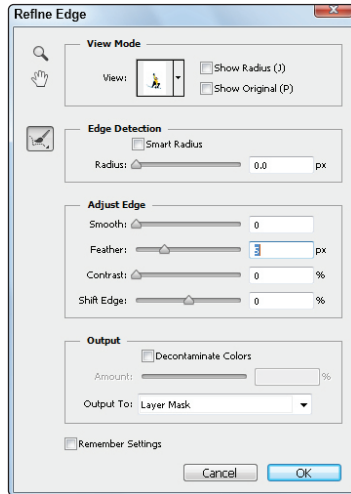 Refine Edge
View Mode
View:
Show Radius (J)
Show Original (P)
Edge Detection
Smart Radius
Radius: 0.0 px
Adjust Edge
Smooth: 0
Feather: 3 px
Contrast: 0 %
Shift Edge: 0 %
Output
Decontaminate Colors
Amount: %
Output To: Layer Mask
Remember Settings
Cancel OK